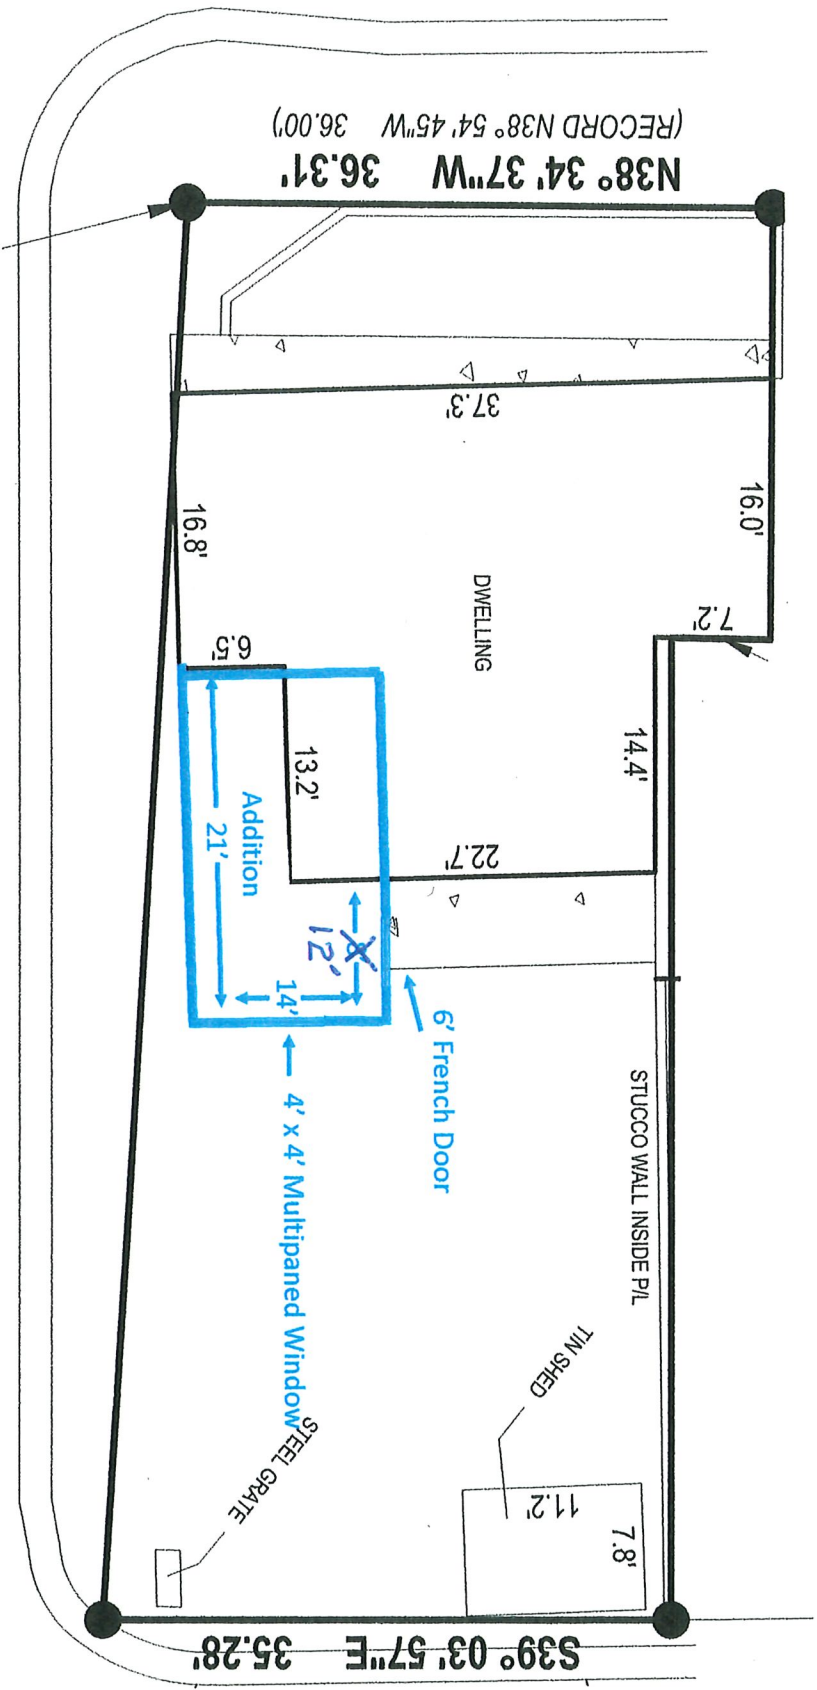 (RECORD N38° 54' 45"W 36.00')
N38° 34' 37"W 36.31'
37.3'
16.8'
16.0'
DWELLING
7.2'
6.5'
13.2'
14.4'
22.7'
Addition
21'
8'
12'
14'
6' French Door
4' x 4' Multipaned Window
STUCCO WALL INSIDE P/L
TIN SHED
STEEL GRATE
11.2'
7.8'
S39° 03' 57"E 35.28'